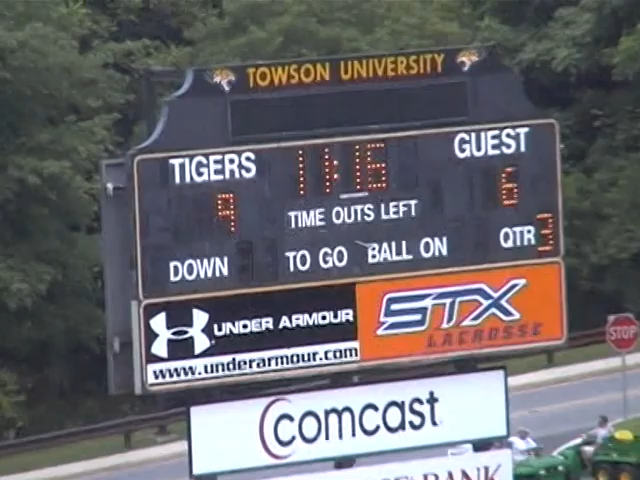 TOWSON UNIVERSITY
TIGERS 11:16 GUEST
9 6
TIME OUTS LEFT
DOWN TO GO BALL ON QTR 3
UNDER ARMOUR
www.underarmour.com
STX
LACROSSE
comcast
BANK
STOP